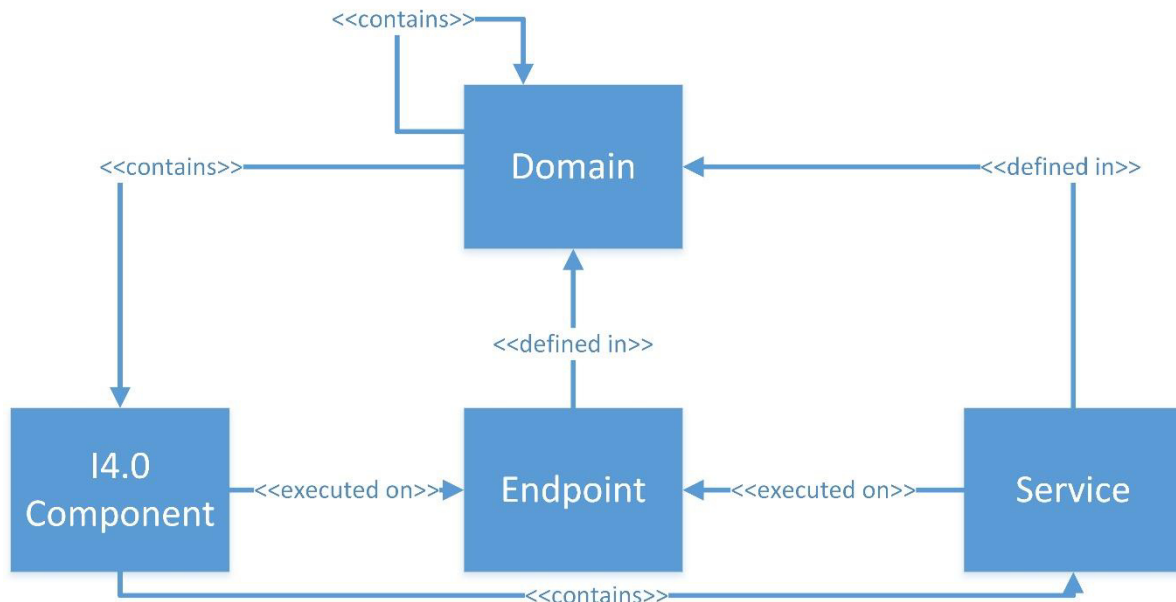 <<contains>>
Domain
<<contains>>
<<defined in>>
<<defined in>>
I4.0
Component
<<executed on>>
Endpoint
<<executed on>>
Service
<<contains>>